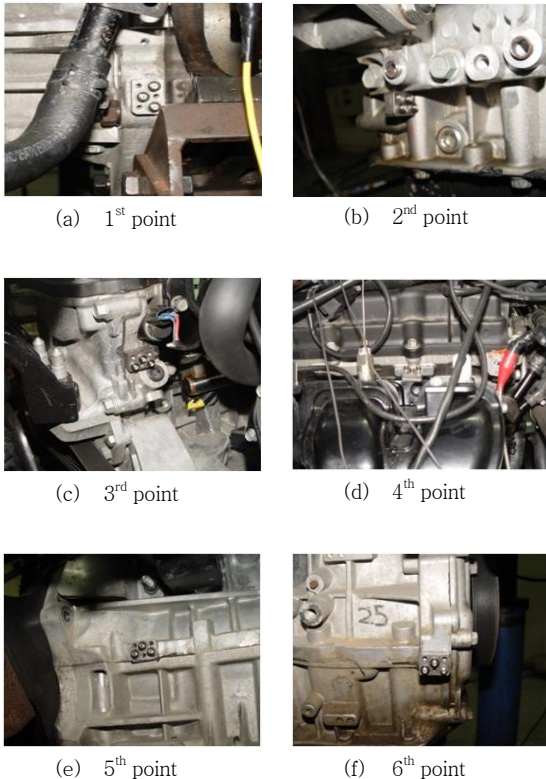 (a) 1st point
(b) 2nd point
(c) 3rd point
(d) 4th point
25
(e) 5th point
(f) 6th point